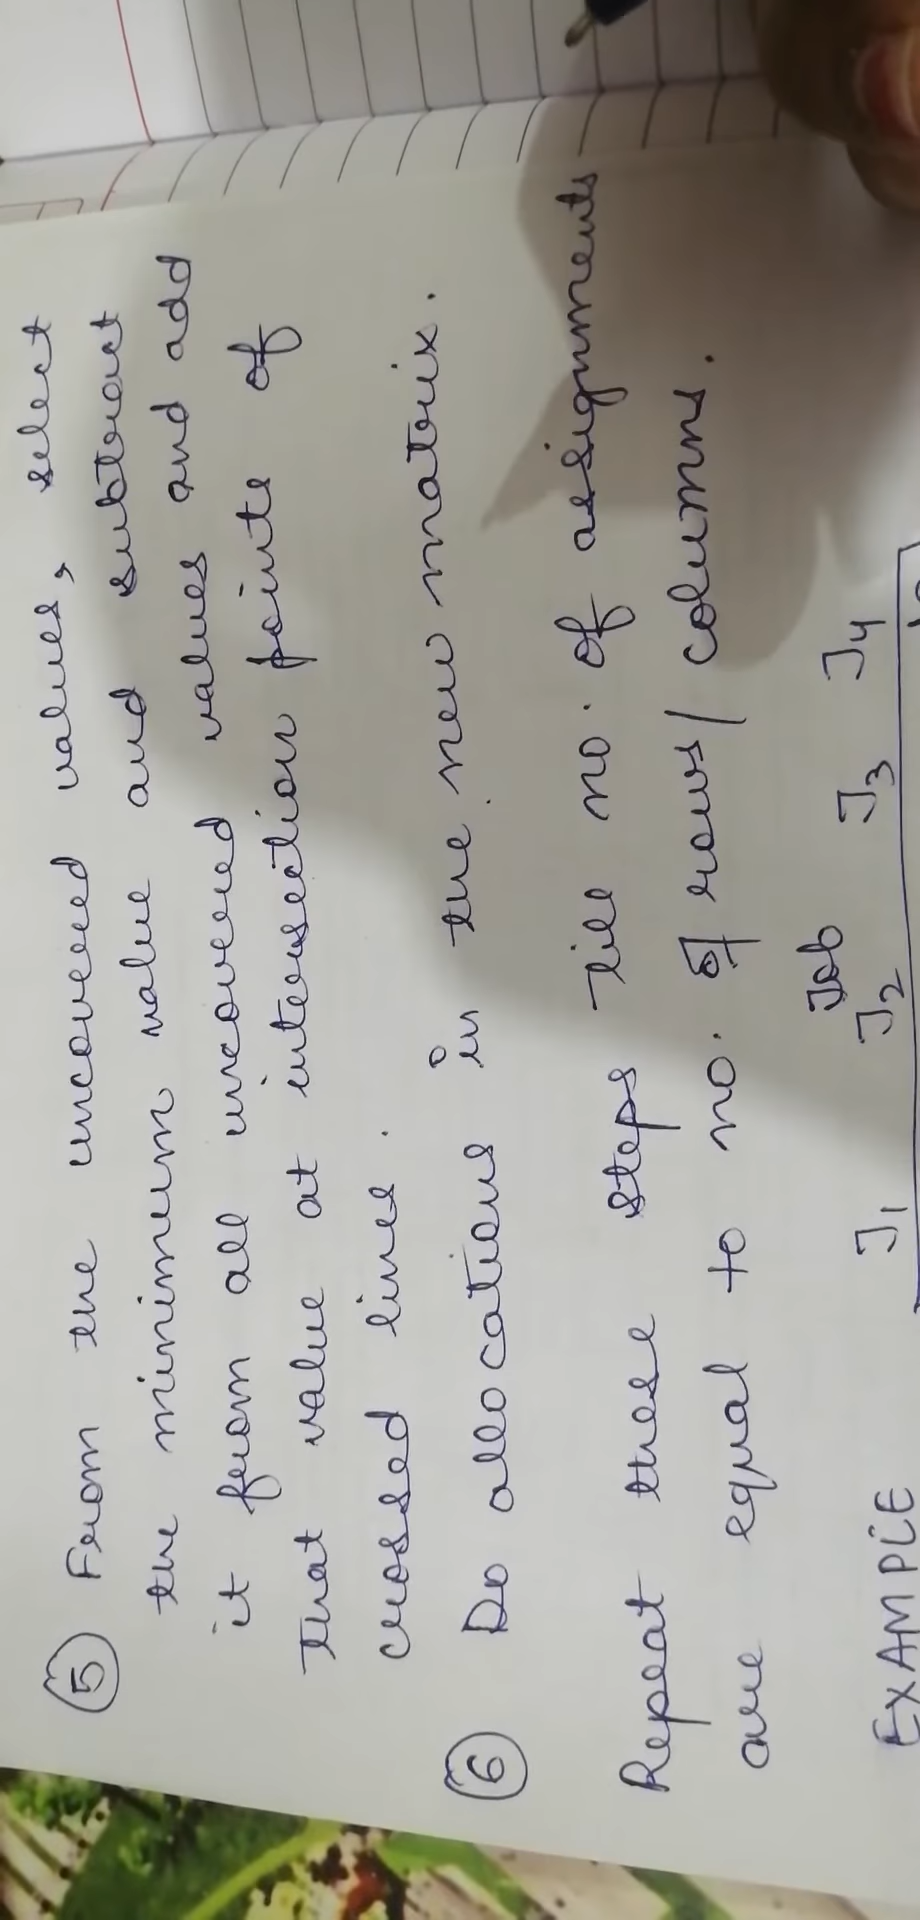 ⑤ From the uncovered values, select
the minimum value and subtract
it from all uncovered values and add
that value at intersection points of
crossed lines.
⑥ Do allocations in the new matrix.
Repeat these steps till no. of assignments
are equal to no. of rows/columns.
Job
EXAMPLE J1 J2 J3 J4